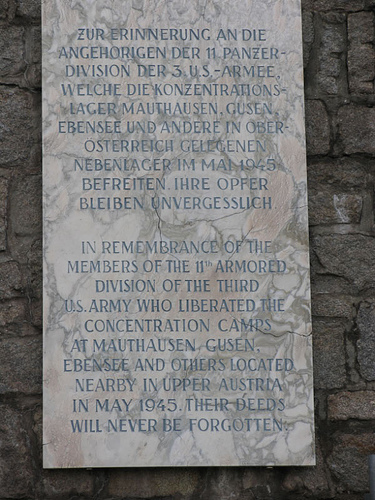 ZUR ERINNERUNG AN DIE
ANGEHÖRIGEN DER 11. PANZER-
DIVISION DER 3. U.S.-ARMEE,
WELCHE DIE KONZENTRATIONS-
LAGER MAUTHAUSEN, GUSEN,
EBENSEE UND ANDERE IN OBER-
ÖSTERREICH GELEGENEN
NEBENLAGER IM MAI 1945
BEFREITEN. IHRE OPFER
BLEIBEN UNVERGESSLICH.
IN REMEMBRANCE OF THE
MEMBERS OF THE 11th ARMORED
DIVISION OF THE THIRD
U.S. ARMY WHO LIBERATED THE
CONCENTRATION CAMPS
AT MAUTHAUSEN, GUSEN,
EBENSEE AND OTHERS LOCATED
NEARBY IN UPPER AUSTRIA
IN MAY 1945. THEIR DEEDS
WILL NEVER BE FORGOTTEN.